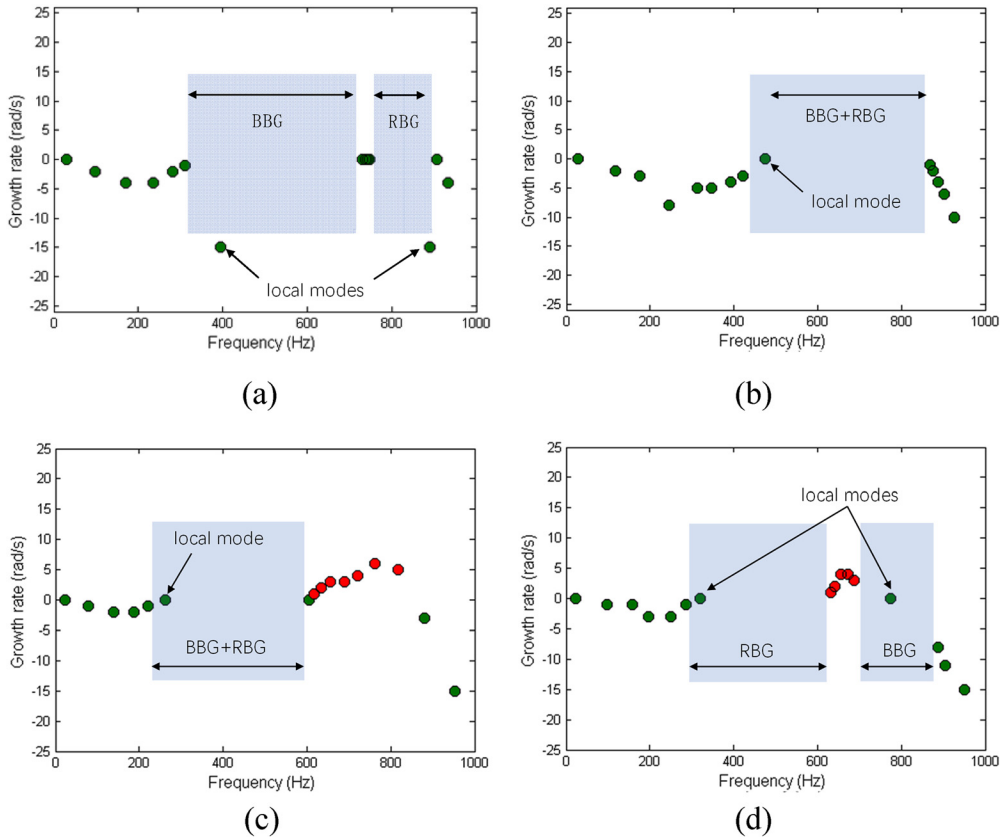 25
20
15
10
5
0
-5
-10
-15
-20
-25
Growth rate (rad/s)
BBG
RBG
local modes
0 200 400 600 800 1000
Frequency (Hz)
(a)
25
20
15
10
5
0
-5
-10
-15
-20
-25
Growth rate (rad/s)
BBG+RBG
local mode
0 200 400 600 800 1000
Frequency (Hz)
(b)
25
20
15
10
5
0
-5
-10
-15
-20
-25
Growth rate (rad/s)
local mode
BBG+RBG
0 200 400 600 800 1000
Frequency (Hz)
(c)
25
20
15
10
5
0
-5
-10
-15
-20
-25
Growth rate (rad/s)
local modes
RBG
BBG
0 200 400 600 800 1000
Frequency (Hz)
(d)